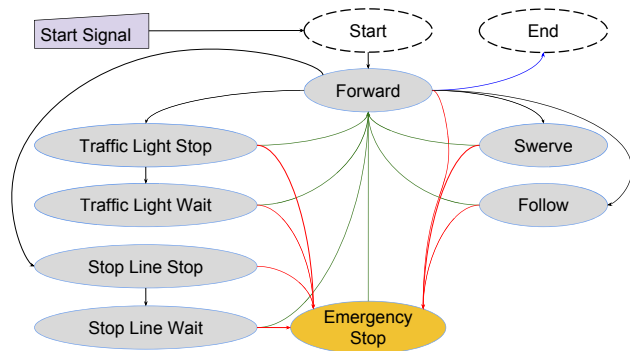 Start Signal
Start
End
Forward
Traffic Light Stop
Swerve
Traffic Light Wait
Follow
Stop Line Stop
Stop Line Wait
Emergency
Stop